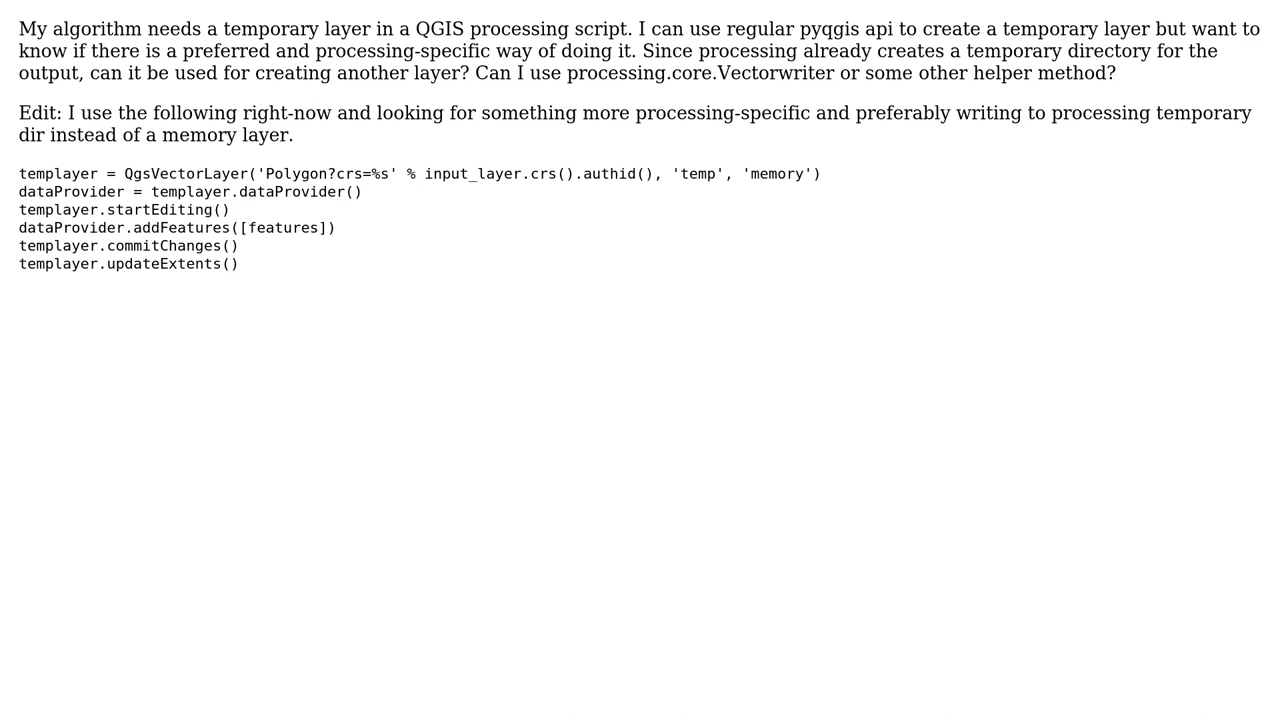 My algorithm needs a temporary layer in a QGIS processing script. I can use regular pyqgis api to create a temporary layer but want to
know if there is a preferred and processing-specific way of doing it. Since processing already creates a temporary directory for the
output, can it be used for creating another layer? Can I use processing.core.Vectorwriter or some other helper method?
Edit: I use the following right-now and looking for something more processing-specific and preferably writing to processing temporary
dir instead of a memory layer.
templayer = QgsVectorLayer('Polygon?crs=%s' % input_layer.crs().authid(), 'temp', 'memory')
dataProvider = templayer.dataProvider()
templayer.startEditing()
dataProvider.addFeatures([features])
templayer.commitChanges()
templayer.updateExtents()